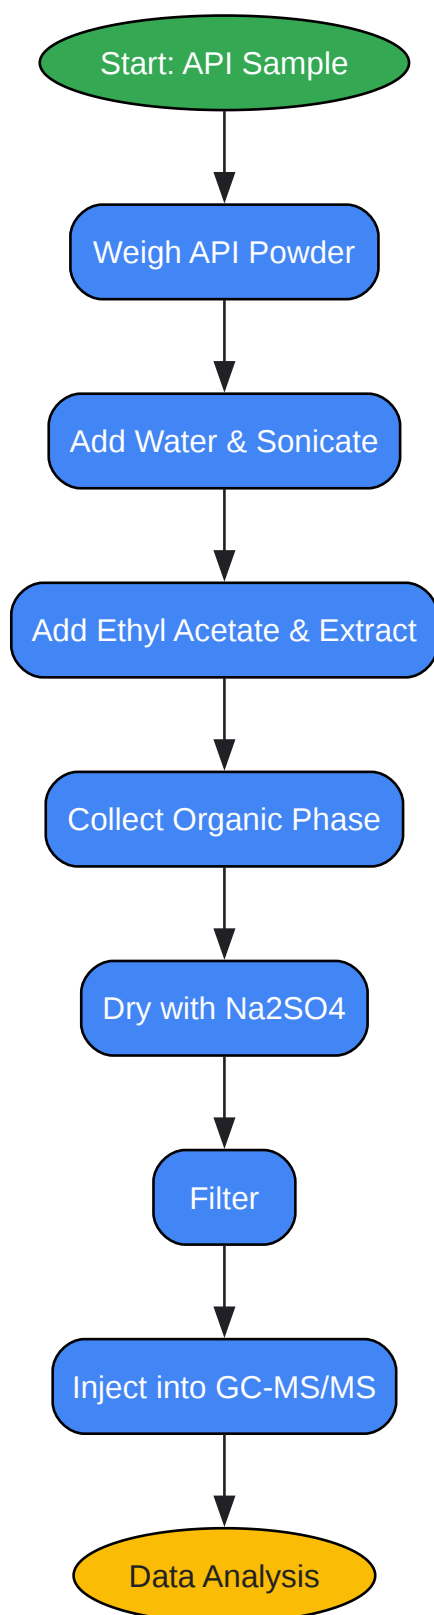 Start: API Sample
Weigh API Powder
Add Water & Sonicate
Add Ethyl Acetate & Extract
Collect Organic Phase
Dry with Na2SO4
Filter
Inject into GC-MS/MS
Data Analysis